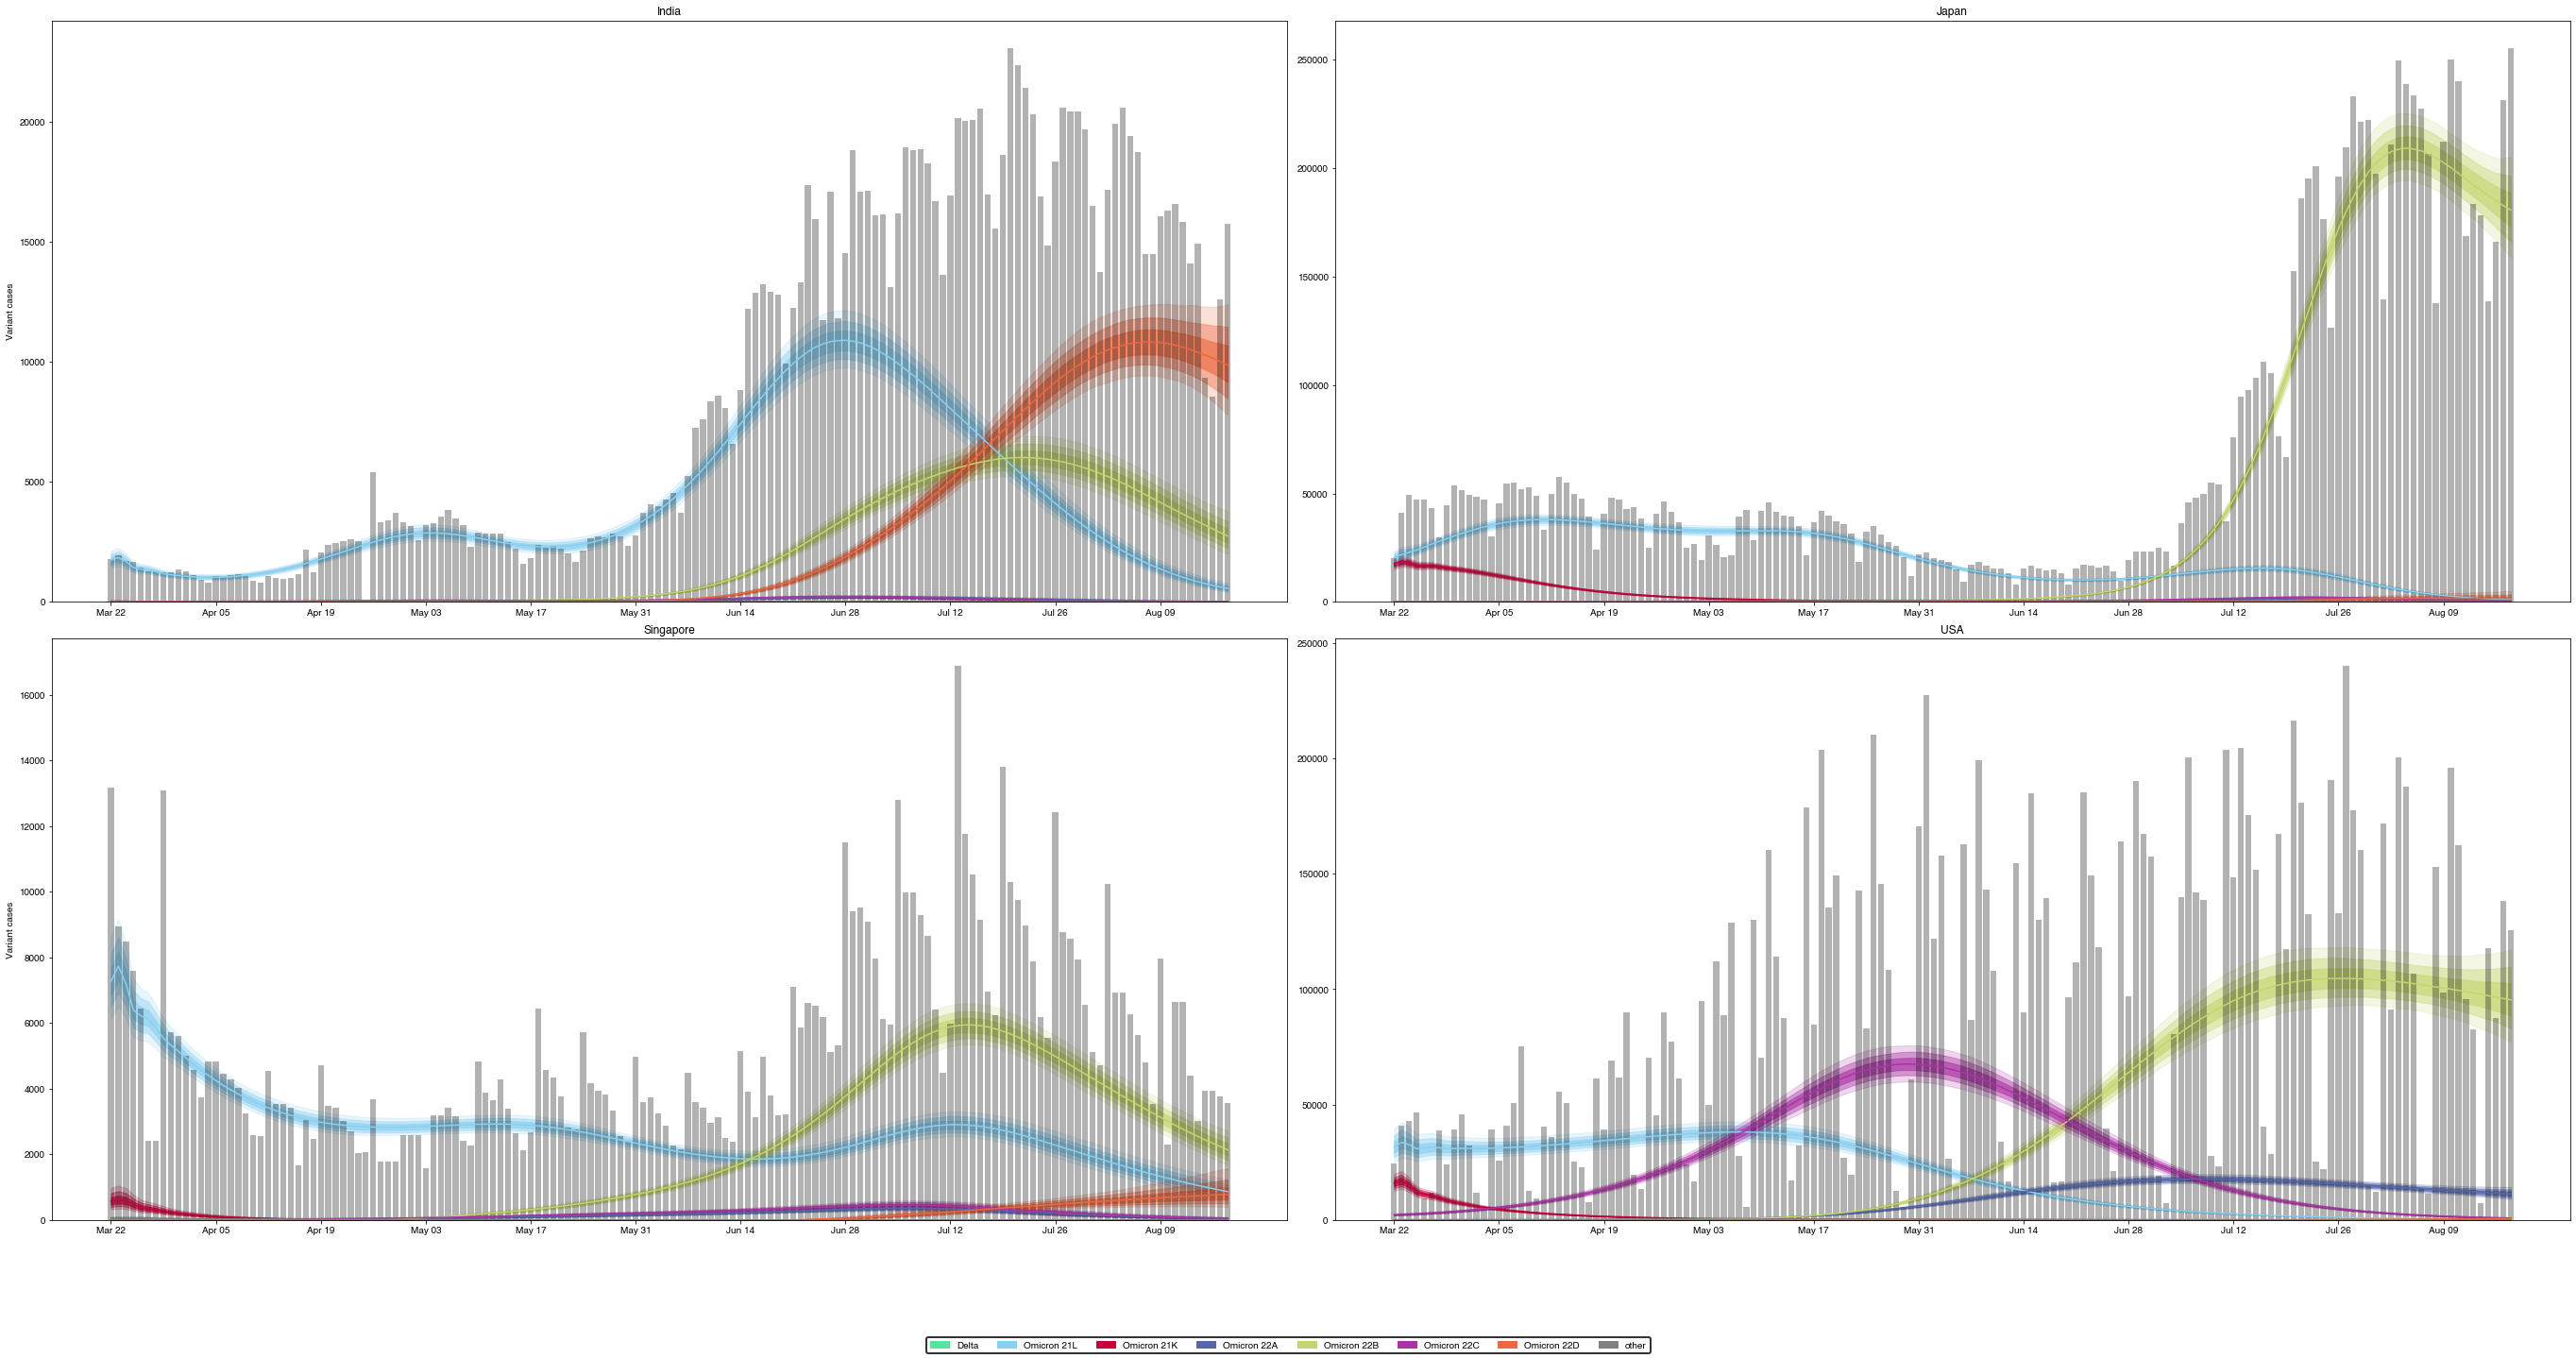 India
Japan
Variant cases
20000
15000
10000
5000
0
Mar 22 Apr 05 Apr 19 May 03 May 17 May 31 Jun 14 Jun 28 Jul 12 Jul 26 Aug 09
250000
200000
150000
100000
50000
0
Mar 22 Apr 05 Apr 19 May 03 May 17 May 31 Jun 14 Jun 28 Jul 12 Jul 26 Aug 09
Singapore
USA
Variant cases
16000
14000
12000
10000
8000
6000
4000
2000
0
Mar 22 Apr 05 Apr 19 May 03 May 17 May 31 Jun 14 Jun 28 Jul 12 Jul 26 Aug 09
250000
200000
150000
100000
50000
0
Mar 22 Apr 05 Apr 19 May 03 May 17 May 31 Jun 14 Jun 28 Jul 12 Jul 26 Aug 09
Delta Omicron 21L Omicron 21K Omicron 22A Omicron 22B Omicron 22C Omicron 22D other